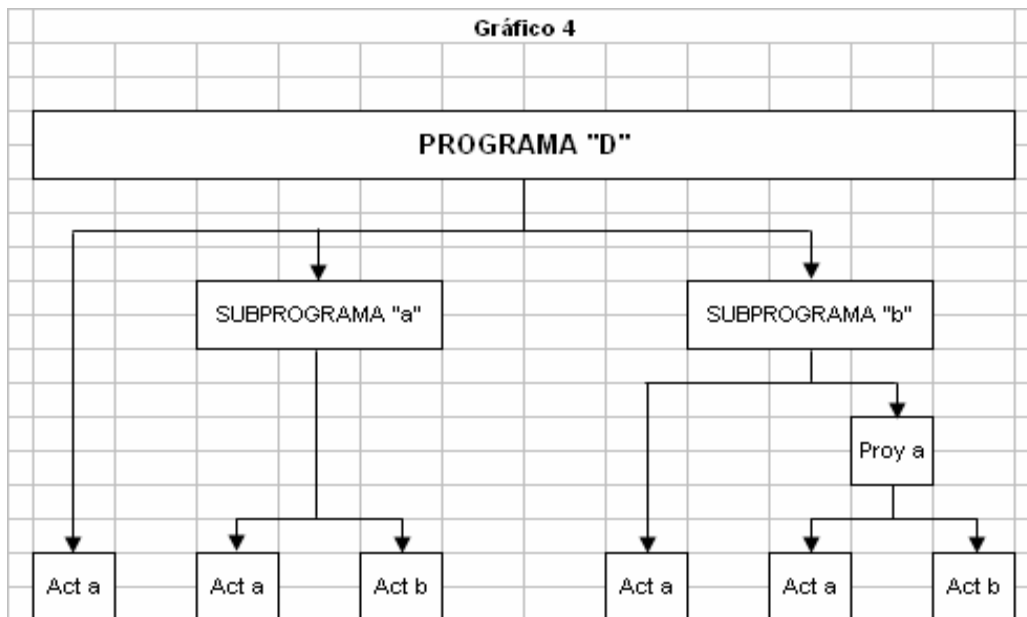 Gráfico 4
PROGRAMA "D"
SUBPROGRAMA "a"
SUBPROGRAMA "b"
Proy a
Act a
Act a
Act b
Act a
Act a
Act b